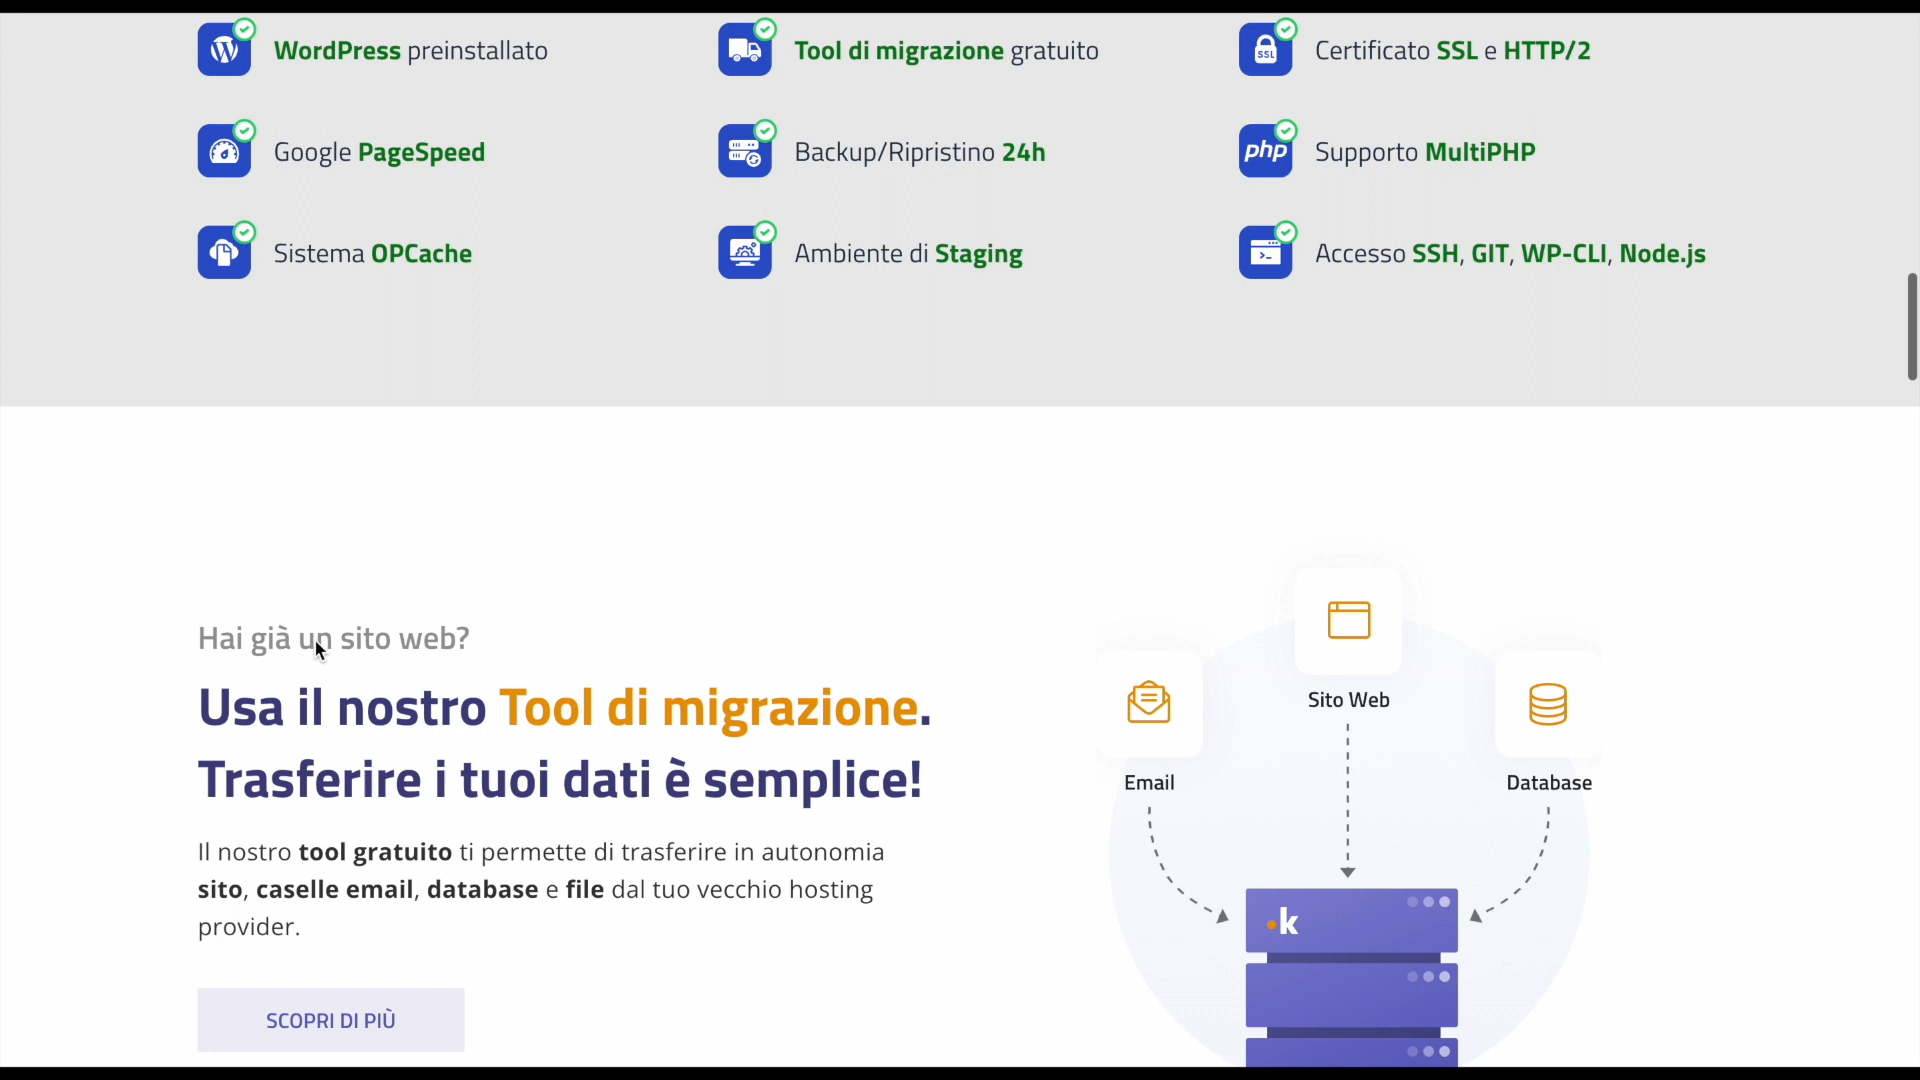 WordPress preinstallato
Tool di migrazione gratuito
SSL
Certificato SSL e HTTP/2
Google PageSpeed
Backup/Ripristino 24h
php
Supporto MultiPHP
Sistema OPCache
Ambiente di Staging
Accesso SSH, GIT, WP-CLI, Node.js
Hai già un sito web?
Usa il nostro Tool di migrazione.
Trasferire i tuoi dati è semplice!
Il nostro tool gratuito ti permette di trasferire in autonomia
sito, caselle email, database e file dal tuo vecchio hosting
provider.
SCOPRI DI PIÙ
Sito Web
Email
Database
k